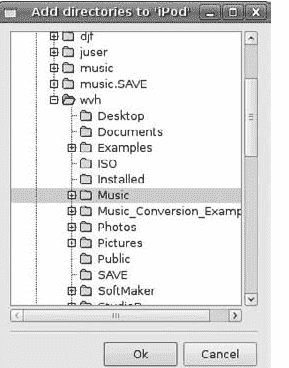 Add directories to 'iPod'
djt
juser
music
music.SAVE
wvh
Desktop
Documents
Examples
ISO
Installed
Music
Music_Conversion_Examp
Photos
Pictures
Public
SAVE
SoftMaker
Ok
Cancel